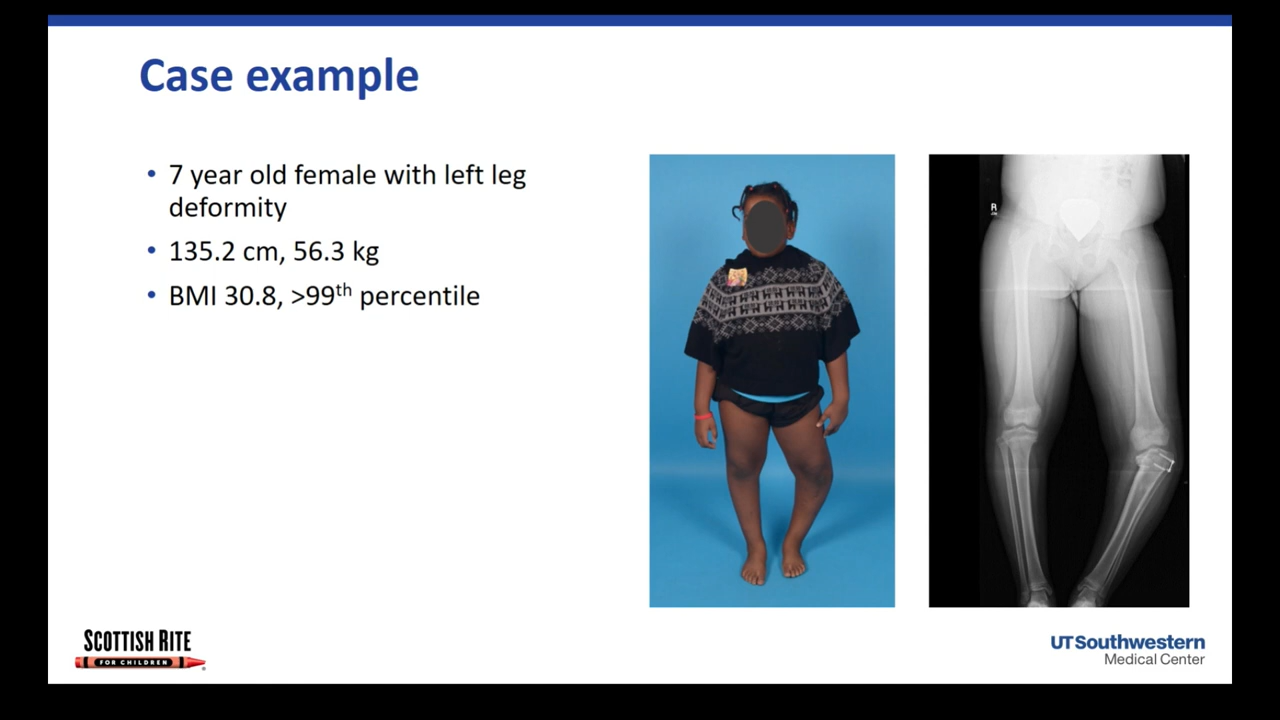 Case example
• 7 year old female with left leg
deformity
• 135.2 cm, 56.3 kg
• BMI 30.8, >99th percentile
R
SCOTTISH RITE
FOR CHILDREN
UTSouthwestern
Medical Center